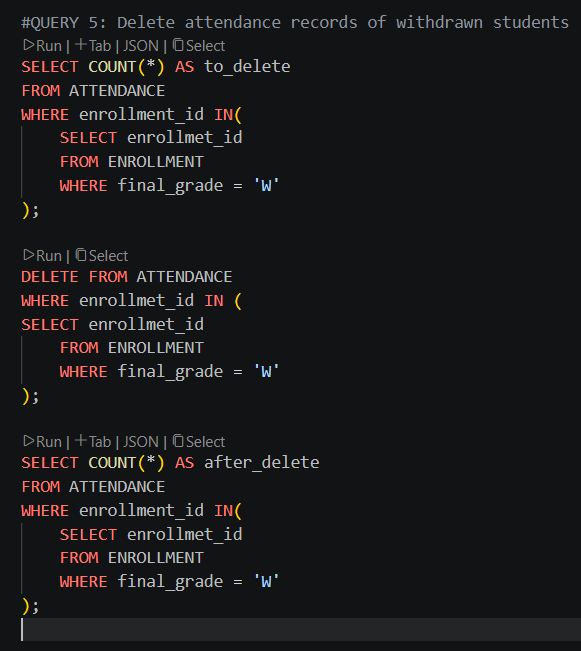 #QUERY 5: Delete attendance records of withdrawn students
▷Run | +Tab | JSON | Select
SELECT COUNT(*) AS to_delete
FROM ATTENDANCE
WHERE enrollment_id IN(
    SELECT enrollmet_id
    FROM ENROLLMENT
    WHERE final_grade = 'W'
);
▷Run | Select
DELETE FROM ATTENDANCE
WHERE enrollmet_id IN (
SELECT enrollmet_id
    FROM ENROLLMENT
    WHERE final_grade = 'W'
);
▷Run | +Tab | JSON | Select
SELECT COUNT(*) AS after_delete
FROM ATTENDANCE
WHERE enrollment_id IN(
    SELECT enrollmet_id
    FROM ENROLLMENT
    WHERE final_grade = 'W'
);